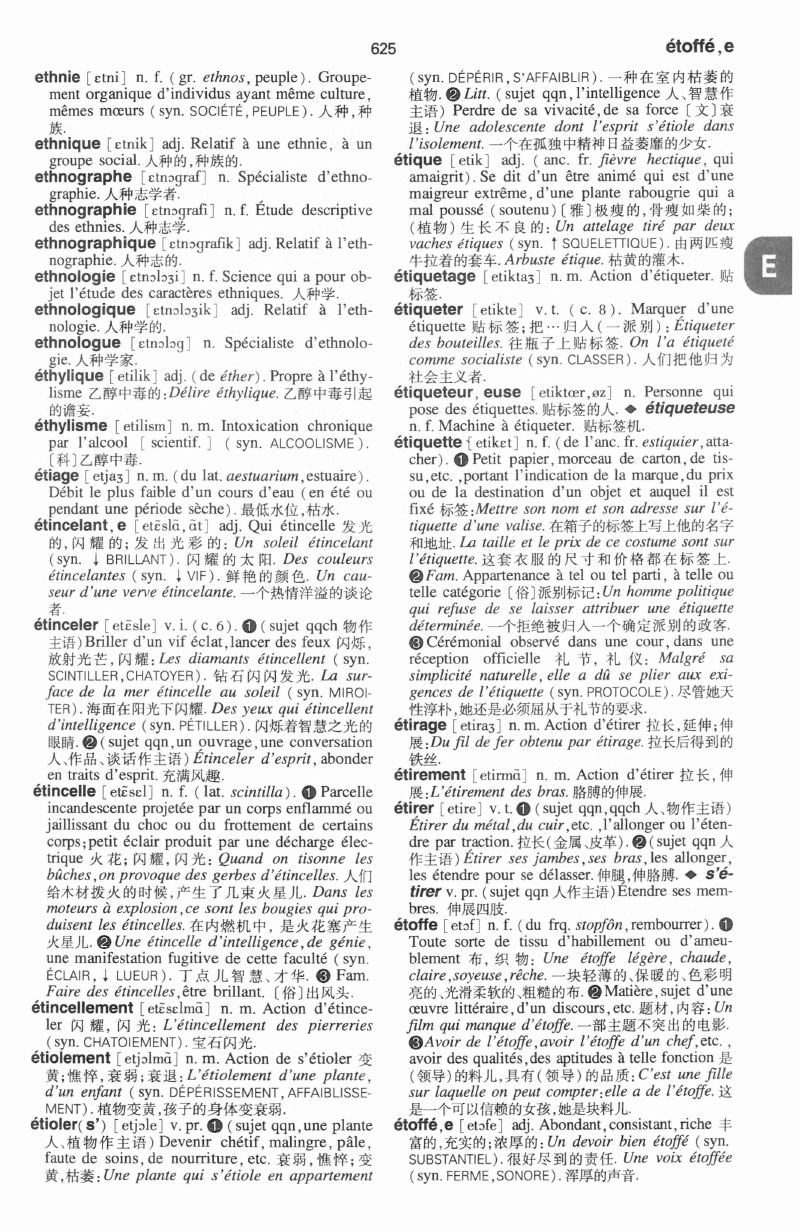 625
étoffé,e
ethnie [ɛtni] n. f. (gr. ethnos, peuple). Groupe-
ment organique d'individus ayant même culture,
mêmes mœurs (syn. SOCIÉTÉ, PEUPLE). 人种,种
族.
ethnique [ɛtnik] adj. Relatif à une ethnie, à un
groupe social. 人种的,种族的.
ethnographe [ɛtnɔgraf] n. Spécialiste d'ethno-
graphie. 人种志学者.
ethnographie [ɛtnɔgrafi] n. f. Étude descriptive
des ethnies. 人种志学.
ethnographique [ɛtnɔgrafik] adj. Relatif à l'eth-
nographie. 人种志的.
ethnologie [ɛtnɔlɔʒi] n. f. Science qui a pour ob-
jet l'étude des caractères ethniques. 人种学.
ethnologique [ɛtnɔlɔʒik] adj. Relatif à l'eth-
nologie. 人种学的.
ethnologue [ɛtnɔlɔg] n. Spécialiste d'ethnolo-
gie. 人种学家.
éthylique [etilik] adj. (de éther). Propre à l'éthy-
lisme 乙醇中毒的:Délire éthylique. 乙醇中毒引起
的谵妄.
éthylisme [etilism] n. m. Intoxication chronique
par l'alcool [scientif.] (syn. ALCOOLISME).
[科]乙醇中毒.
étiage [etjaʒ] n. m. (du lat. aestuarium, estuaire).
Débit le plus faible d'un cours d'eau (en été ou
pendant une période sèche). 最低水位,枯水.
étincelant, e [etɛ̃slɑ̃, ɑ̃t] adj. Qui étincelle 发光
的,闪耀的;发出光彩的: Un soleil étincelant
(syn. ↓ BRILLANT). 闪耀的太阳. Des couleurs
étincelantes (syn. ↓ VIF). 鲜艳的颜色. Un cau-
seur d'une verve étincelante. 一个热情洋溢的谈论
者.
étinceler [etɛ̃sle] v. i. (c. 6). ❶ (sujet qqch 物作
主语) Briller d'un vif éclat, lancer des feux 闪烁,
放射光芒,闪耀: Les diamants étincellent (syn.
SCINTILLER, CHATOYER). 钻石闪闪发光. La sur-
face de la mer étincelle au soleil (syn. MIROI-
TER). 海面在阳光下闪耀. Des yeux qui étincellent
d'intelligence (syn. PÉTILLER). 闪烁着智慧之光的
眼睛. ❷ (sujet qqn, un ouvrage, une conversation
人、作品、谈话作主语) Étinceler d'esprit, abonder
en traits d'esprit. 充满风趣.
étincelle [etɛ̃sɛl] n. f. (lat. scintilla). ❶ Parcelle
incandescente projetée par un corps enflammé ou
jaillissant du choc ou du frottement de certains
corps; petit éclair produit par une décharge élec-
trique 火花;闪耀,闪光: Quand on tisonne les
bûches, on provoque des gerbes d'étincelles. 人们
给木材拨火的时候,产生了几束火星儿. Dans les
moteurs à explosion, ce sont les bougies qui pro-
duisent les étincelles. 在内燃机中, 是火花塞产生
火星儿. ❷ Une étincelle d'intelligence, de génie,
une manifestation fugitive de cette faculté (syn.
ÉCLAIR, ↓ LUEUR). 丁点儿智慧、才华. ❸ Fam.
Faire des étincelles, être brillant. [俗]出风头.
étincellement [etɛ̃sɛlmɑ̃] n. m. Action d'étince-
ler 闪耀,闪光: L'étincellement des pierreries
(syn. CHATOIEMENT). 宝石闪光.
étiolement [etjɔlmɑ̃] n. m. Action de s'étioler 变
黄;憔悴,衰弱;衰退: L'étiolement d'une plante,
d'un enfant (syn. DÉPÉRISSEMENT, AFFAIBLISSE-
MENT). 植物变黄,孩子的身体变衰弱.
étioler(s') [etjɔle] v. pr. ❶ (sujet qqn, une plante
人、植物作主语) Devenir chétif, malingre, pâle,
faute de soins, de nourriture, etc. 衰弱,憔悴;变
黄,枯萎: Une plante qui s'étiole en appartement
(syn. DÉPÉRIR, S'AFFAIBLIR). 一种在室内枯萎的
植物. ❷ Litt. (sujet qqn, l'intelligence 人、智慧作
主语) Perdre de sa vivacité, de sa force [文]衰
退: Une adolescente dont l'esprit s'étiole dans
l'isolement. 一个在孤独中精神日益萎靡的少女.
étique [etik] adj. (anc. fr. fièvre hectique, qui
amaigrit). Se dit d'un être animé qui est d'une
maigreur extrême, d'une plante rabougrie qui a
mal poussé (soutenu) [雅]极瘦的,骨瘦如柴的;
(植物)生长不良的: Un attelage tiré par deux
vaches étiques (syn. ↑ SQUELETTIQUE). 由两匹瘦
牛拉着的套车. Arbuste étique. 枯黄的灌木.
étiquetage [etiktaʒ] n. m. Action d'étiqueter. 贴
标签.
étiqueter [etikte] v. t. (c. 8). Marquer d'une
étiquette 贴标签;把…归入(一派别): Étiqueter
des bouteilles. 往瓶子上贴标签. On l'a étiqueté
comme socialiste (syn. CLASSER). 人们把他归为
社会主义者.
étiqueteur, euse [etiktœr, øz] n. Personne qui
pose des étiquettes. 贴标签的人. ◆ étiqueteuse
n. f. Machine à étiqueter. 贴标签机.
étiquette [etikɛt] n. f. (de l'anc. fr. estiquier, atta-
cher). ❶ Petit papier, morceau de carton, de tis-
su, etc., portant l'indication de la marque, du prix
ou de la destination d'un objet et auquel il est
fixé 标签: Mettre son nom et son adresse sur l'é-
tiquette d'une valise. 在箱子的标签上写上他的名字
和地址. La taille et le prix de ce costume sont sur
l'étiquette. 这套衣服的尺寸和价格都在标签上.
❷ Fam. Appartenance à tel ou tel parti, à telle ou
telle catégorie [俗]派别标记: Un homme politique
qui refuse de se laisser attribuer une étiquette
déterminée. 一个拒绝被归入一个确定派别的政客.
❸ Cérémonial observé dans une cour, dans une
réception officielle 礼节,礼仪: Malgré sa
simplicité naturelle, elle a dû se plier aux exi-
gences de l'étiquette (syn. PROTOCOLE). 尽管她天
性淳朴,她还是必须屈从于礼节的要求.
étirage [etiraʒ] n. m. Action d'étirer 拉长,延伸;伸
展: Du fil de fer obtenu par étirage. 拉长后得到的
铁丝.
étirement [etirmɑ̃] n. m. Action d'étirer 拉长,伸
展: L'étirement des bras. 胳膊的伸展.
étirer [etire] v. t. ❶ (sujet qqn, qqch 人、物作主语)
Étirer du métal, du cuir, etc., l'allonger ou l'éten-
dre par traction. 拉长(金属、皮革). ❷ (sujet qqn 人
作主语) Étirer ses jambes, ses bras, les allonger,
les étendre pour se délasser. 伸腿,伸胳膊. ◆ s'é-
tirer v. pr. (sujet qqn 人作主语) Étendre ses mem-
bres. 伸展四肢.
étoffe [etɔf] n. f. (du frq. stopfôn, rembourrer). ❶
Toute sorte de tissu d'habillement ou d'ameu-
blement 布,织物: Une étoffe légère, chaude,
claire, soyeuse, rêche. 一块轻薄的、保暖的、色彩明
亮的、光滑柔软的、粗糙的布. ❷ Matière, sujet d'une
œuvre littéraire, d'un discours, etc. 题材,内容: Un
film qui manque d'étoffe. 一部主题不突出的电影.
❸ Avoir de l'étoffe, avoir l'étoffe d'un chef, etc.,
avoir des qualités, des aptitudes à telle fonction 是
(领导)的料儿,具有(领导)的品质: C'est une fille
sur laquelle on peut compter: elle a de l'étoffe. 这
是一个可以信赖的女孩,她是块料儿.
étoffé,e [etɔfe] adj. Abondant, consistant, riche 丰
富的,充实的;浓厚的: Un devoir bien étoffé (syn.
SUBSTANTIEL). 很好尽到的责任. Une voix étoffée
(syn. FERME, SONORE). 浑厚的声音.
E